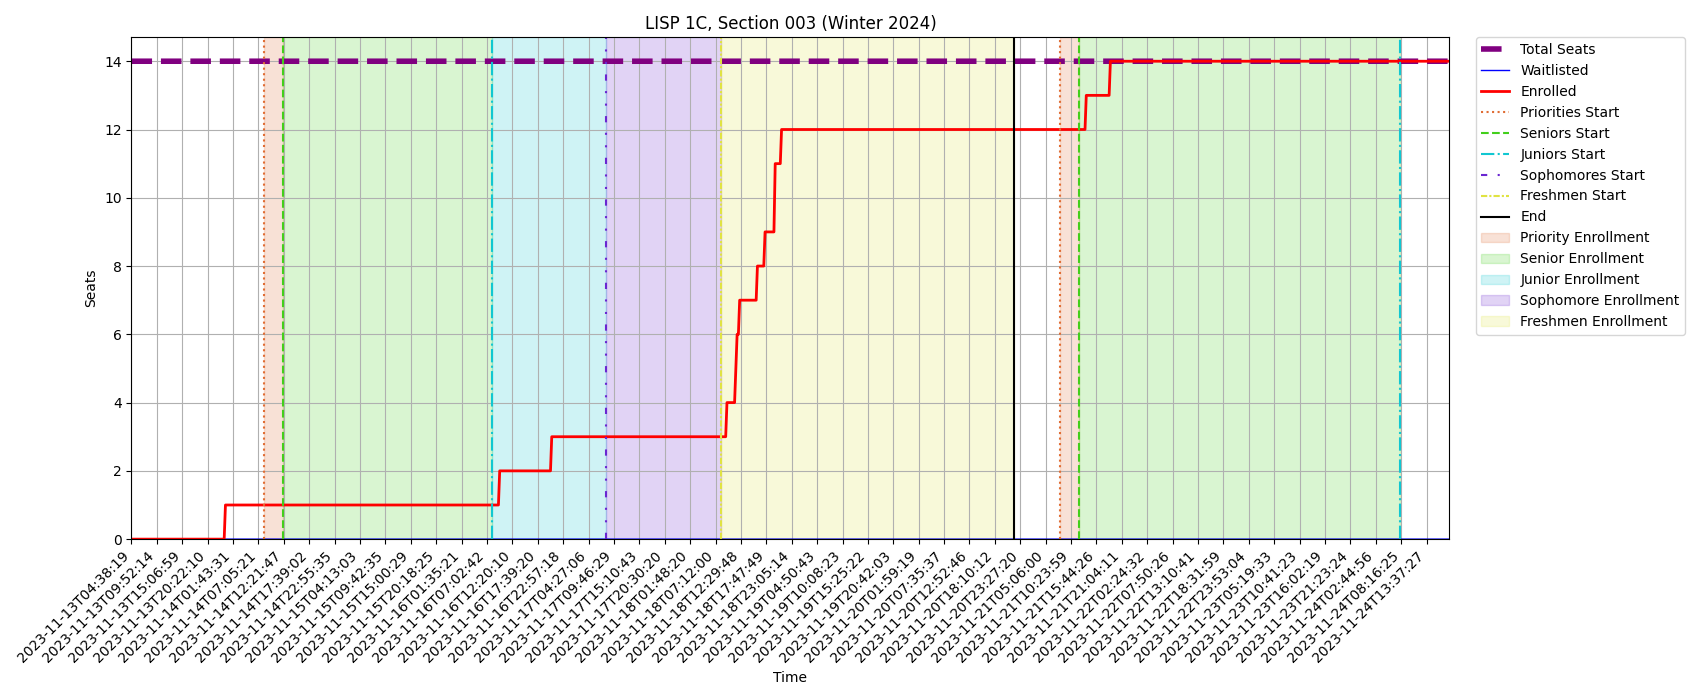 LISP 1C, Section 003 (Winter 2024)
Seats
14
12
10
8
6
4
2
0
2023-11-13T04:38:19
2023-11-13T09:52:14
2023-11-13T15:06:59
2023-11-13T20:22:10
2023-11-14T01:43:31
2023-11-14T07:05:21
2023-11-14T12:21:47
2023-11-14T17:39:02
2023-11-14T22:55:35
2023-11-15T04:13:03
2023-11-15T09:42:35
2023-11-15T15:00:29
2023-11-15T20:18:25
2023-11-16T01:35:21
2023-11-16T07:02:42
2023-11-16T12:20:10
2023-11-16T17:39:20
2023-11-16T22:57:18
2023-11-17T04:27:06
2023-11-17T09:46:29
2023-11-17T15:10:43
2023-11-17T20:30:20
2023-11-18T01:48:20
2023-11-18T07:12:00
2023-11-18T12:29:48
2023-11-18T17:47:49
2023-11-18T23:05:14
2023-11-19T04:50:43
2023-11-19T10:08:23
2023-11-19T15:25:22
2023-11-19T20:42:03
2023-11-20T01:59:19
2023-11-20T07:35:37
2023-11-20T12:52:46
2023-11-20T18:10:12
2023-11-20T23:27:20
2023-11-21T05:06:00
2023-11-21T10:23:59
2023-11-21T15:44:26
2023-11-21T21:04:11
2023-11-22T02:24:32
2023-11-22T07:50:26
2023-11-22T13:10:41
2023-11-22T18:31:59
2023-11-22T23:53:04
2023-11-23T05:19:33
2023-11-23T10:41:23
2023-11-23T16:02:19
2023-11-23T21:23:24
2023-11-24T02:44:56
2023-11-24T08:16:25
2023-11-24T13:37:27
Time
Total Seats
Waitlisted
Enrolled
Priorities Start
Seniors Start
Juniors Start
Sophomores Start
Freshmen Start
End
Priority Enrollment
Senior Enrollment
Junior Enrollment
Sophomore Enrollment
Freshmen Enrollment